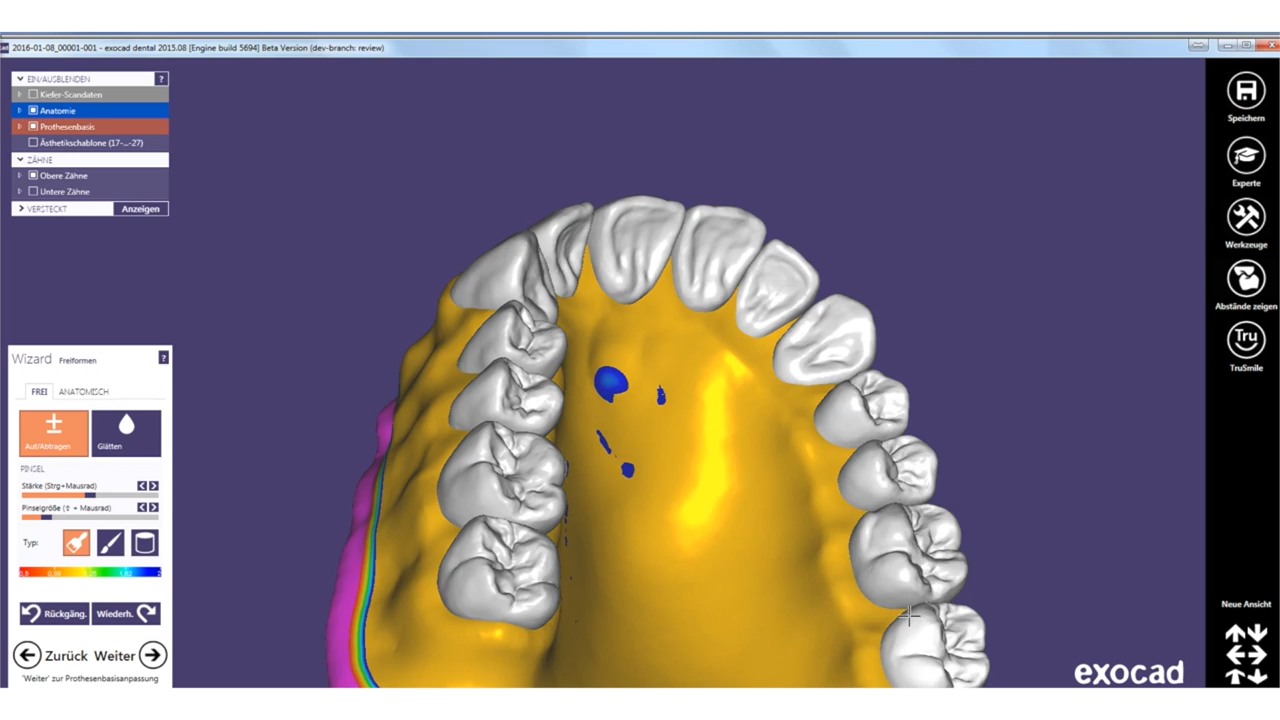 2016-01-08_00001-001 - exocad dental 2015.08 [Engine build 5694] Beta Version (dev-branch: review)
EIN/AUSBLENDEN ?
Kiefer-Scandaten
Anatomie
Prothesenbasis
Ästhetikschablone (17-...-27)
ZÄHNE
Obere Zähne
Untere Zähne
VERSTECKT Anzeigen
Wizard Freiformen ?
FREI ANATOMISCH
Auf/Abtragen Glätten
PINSEL
Stärke (Strg+Mausrad)
Pinselgröße (⇧ + Mausrad)
Typ:
Rückgäng. Wiederh.
Zurück Weiter
'Weiter' zur Prothesenbasisanpassung
Speichern
Experte
Werkzeuge
Abstände zeigen
Tru
TruSmile
Neue Ansicht
exocad